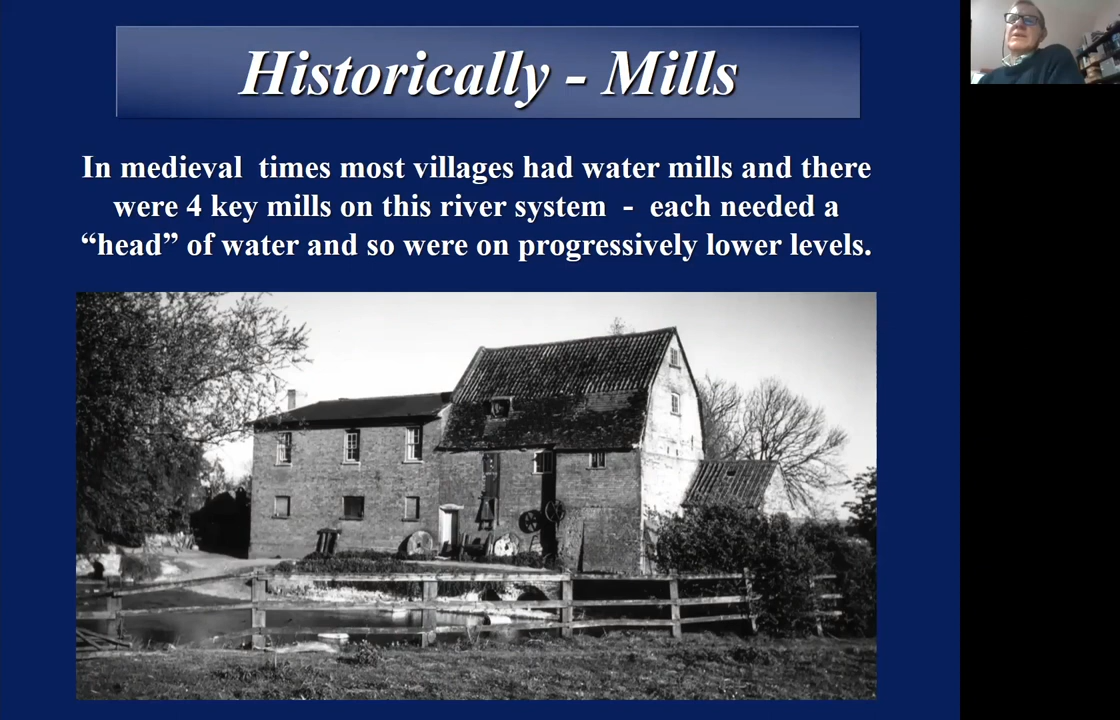 Historically - Mills
In medieval times most villages had water mills and there
were 4 key mills on this river system - each needed a
“head” of water and so were on progressively lower levels.